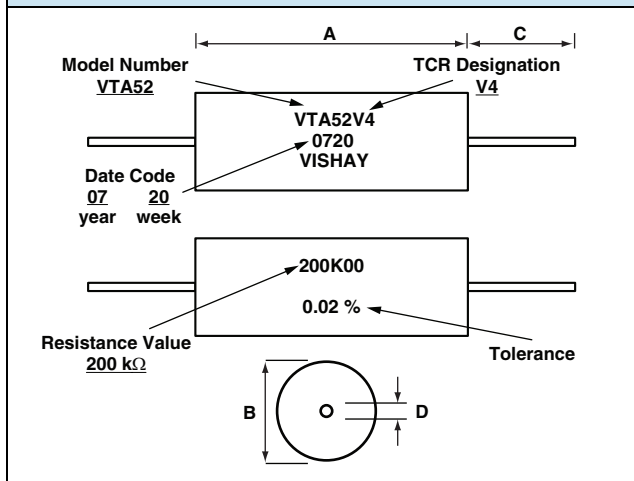 A
C
Model Number
VTA52
TCR Designation
V4
VTA52V4
0720
VISHAY
Date Code
07 20
year week
200K00
0.02 %
Resistance Value
200 kΩ
Tolerance
B
D